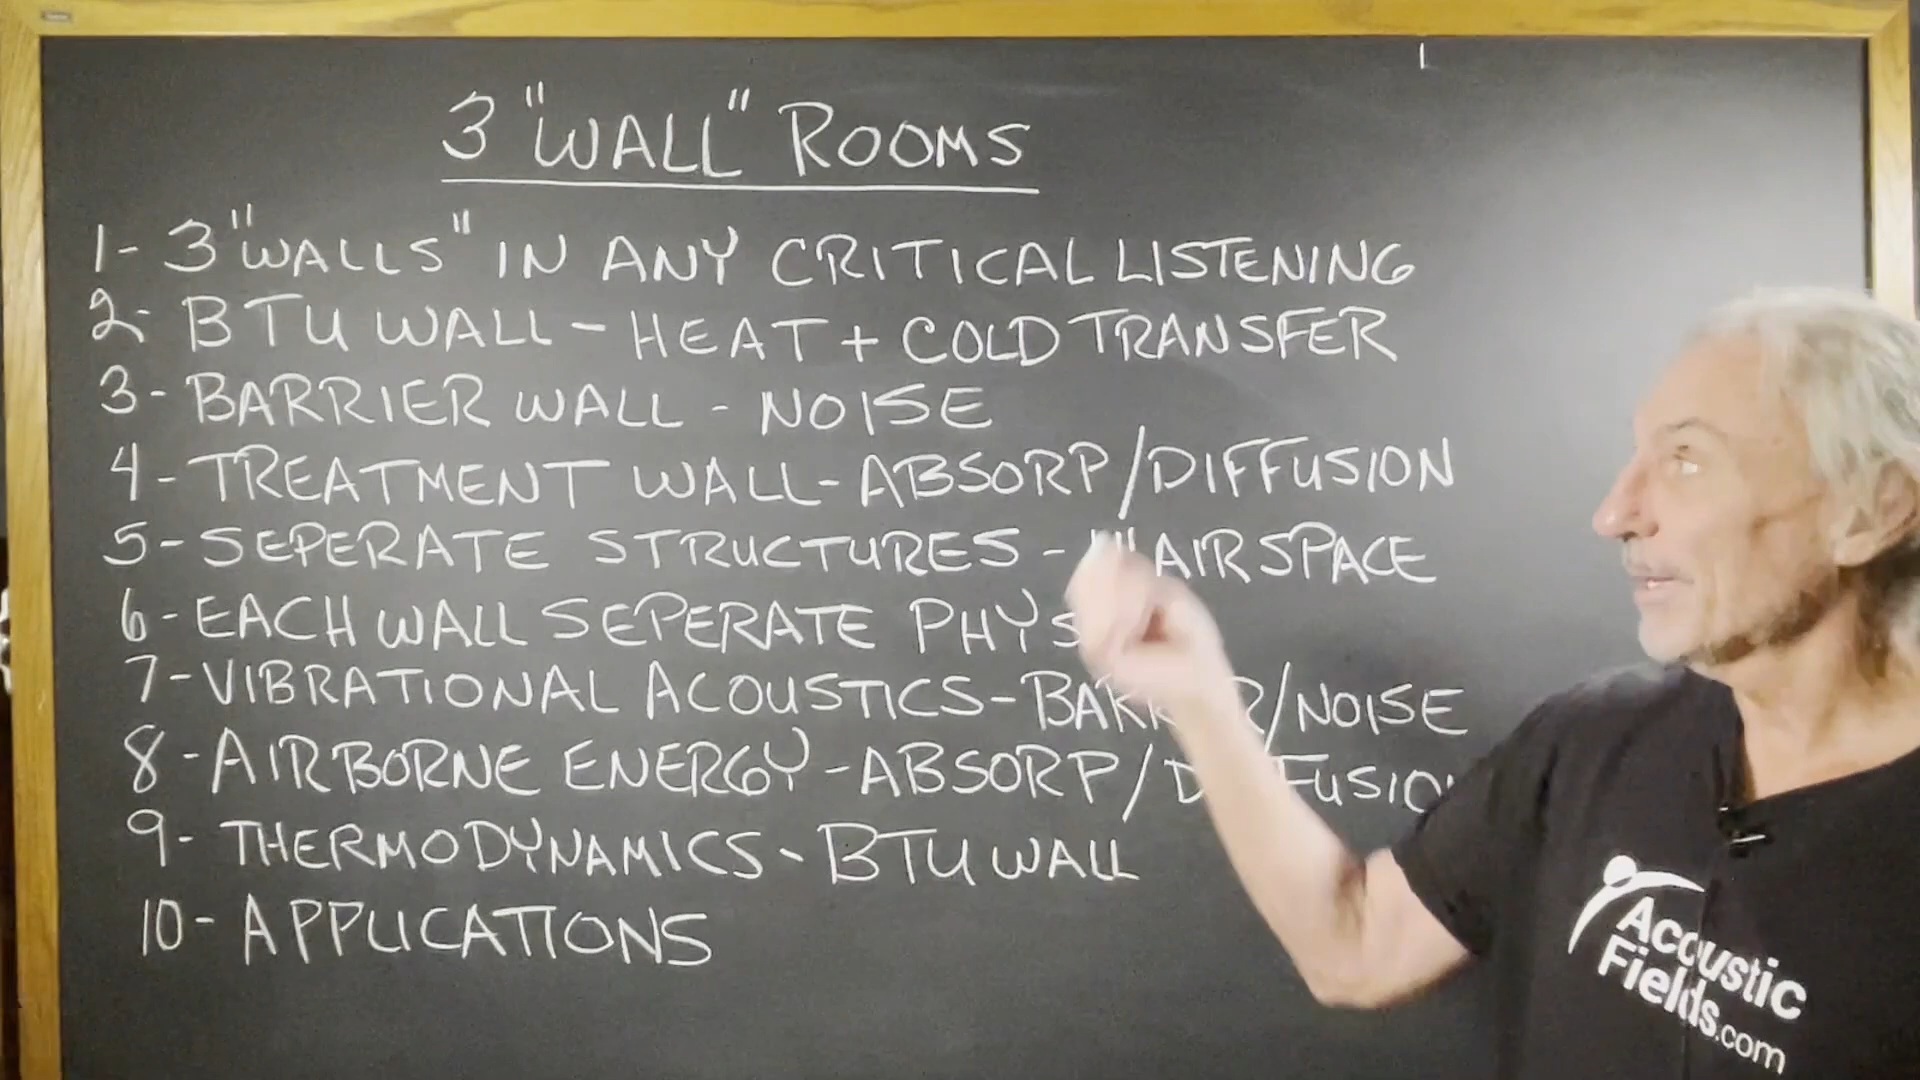 3 "WALL" ROOMS
1- 3 "WALLS" IN ANY CRITICAL LISTENING
2- BTU WALL - HEAT + COLD TRANSFER
3- BARRIER WALL - NOISE
4- TREATMENT WALL- ABSORP/DIFFUSION
5- SEPERATE STRUCTURES - AIR SPACE
6- EACH WALL SEPERATE PHYS
7- VIBRATIONAL ACOUSTICS- /NOISE
8- AIRBORNE ENERGY - ABSORP/
9- THERMODYNAMICS - BTU WALL
10- APPLICATIONS
Acoustic
Fields.com